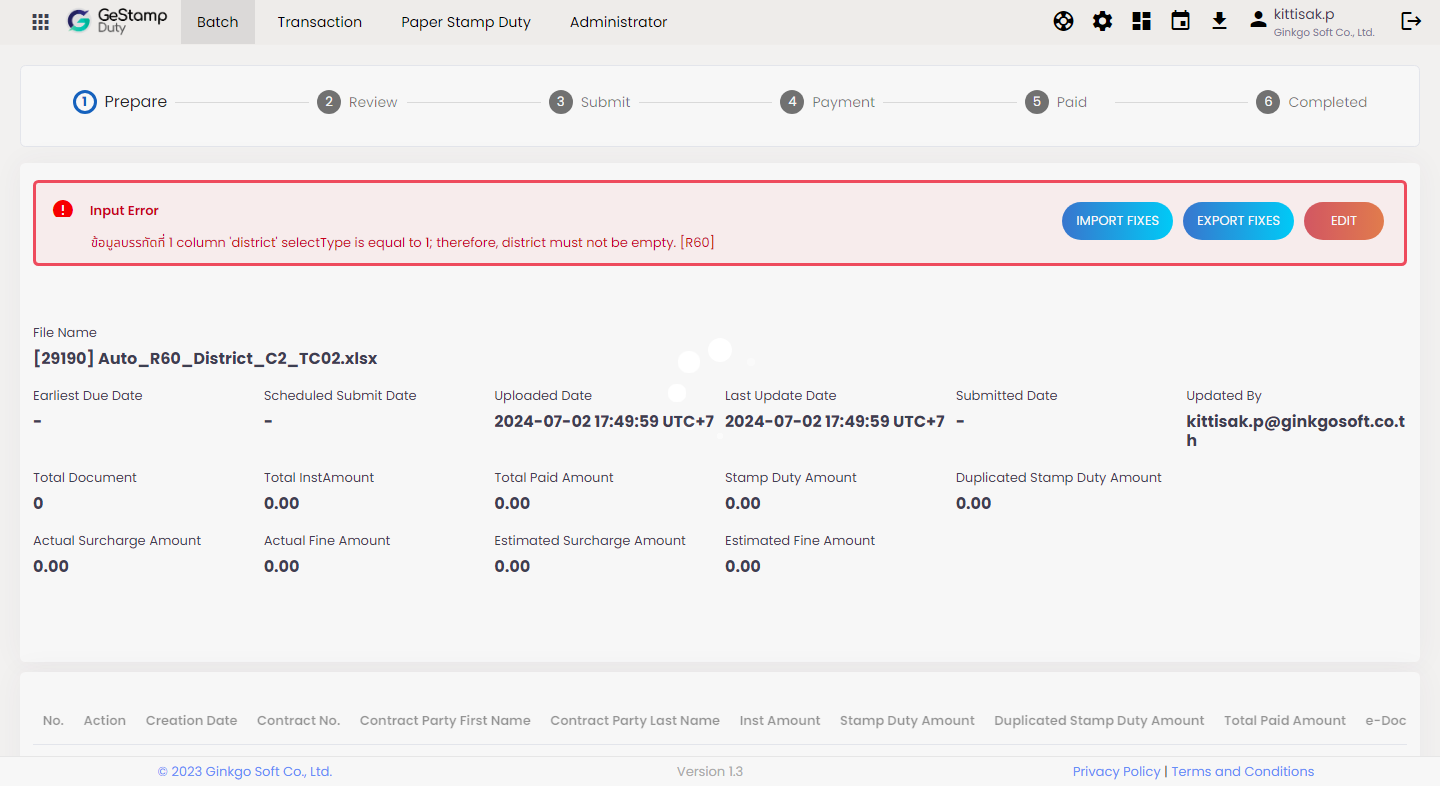 GeStamp
Duty
Batch
Transaction
Paper Stamp Duty
Administrator
kittisak.p
Ginkgo Soft Co., Ltd.
1 Prepare
2 Review
3 Submit
4 Payment
5 Paid
6 Completed
Input Error
ข้อมูลบรรทัดที่ 1 column 'district' selectType is equal to 1; therefore, district must not be empty. [R60]
IMPORT FIXES
EXPORT FIXES
EDIT
File Name
[29190] Auto_R60_District_C2_TC02.xlsx
Earliest Due Date
-
Scheduled Submit Date
-
Uploaded Date
2024-07-02 17:49:59 UTC+7
Last Update Date
2024-07-02 17:49:59 UTC+7
Submitted Date
-
Updated By
kittisak.p@ginkgosoft.co.t
h
Total Document
0
Total InstAmount
0.00
Total Paid Amount
0.00
Stamp Duty Amount
0.00
Duplicated Stamp Duty Amount
0.00
Actual Surcharge Amount
0.00
Actual Fine Amount
0.00
Estimated Surcharge Amount
0.00
Estimated Fine Amount
0.00
No. Action Creation Date Contract No. Contract Party First Name Contract Party Last Name Inst Amount Stamp Duty Amount Duplicated Stamp Duty Amount Total Paid Amount e-Doc
© 2023 Ginkgo Soft Co., Ltd.
Version 1.3
Privacy Policy | Terms and Conditions